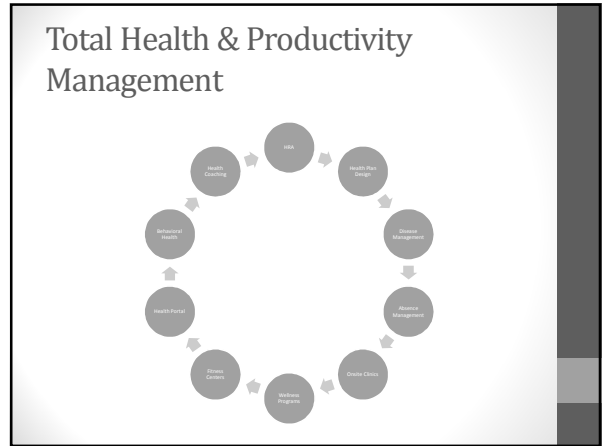 Total Health & Productivity
Management
HRA
Health Plan
Design
Disease
Management
Absence
Management
Onsite Clinics
Wellness
Programs
Fitness
Centers
Health Portal
Behavioral
Health
Health
Coaching